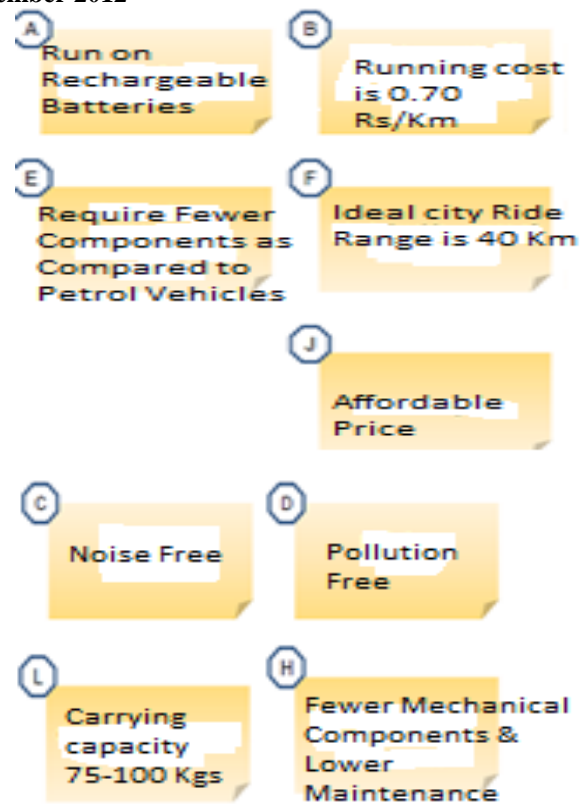 ember 2012
A
Run on
Rechargeable
Batteries
B
Running cost
is 0.70
Rs/Km
E
Require Fewer
Components as
Compared to
Petrol Vehicles
F
Ideal city Ride
Range is 40 Km
J
Affordable
Price
C
Noise Free
D
Pollution
Free
L
Carrying
capacity
75-100 Kgs
H
Fewer Mechanical
Components &
Lower
Maintenance